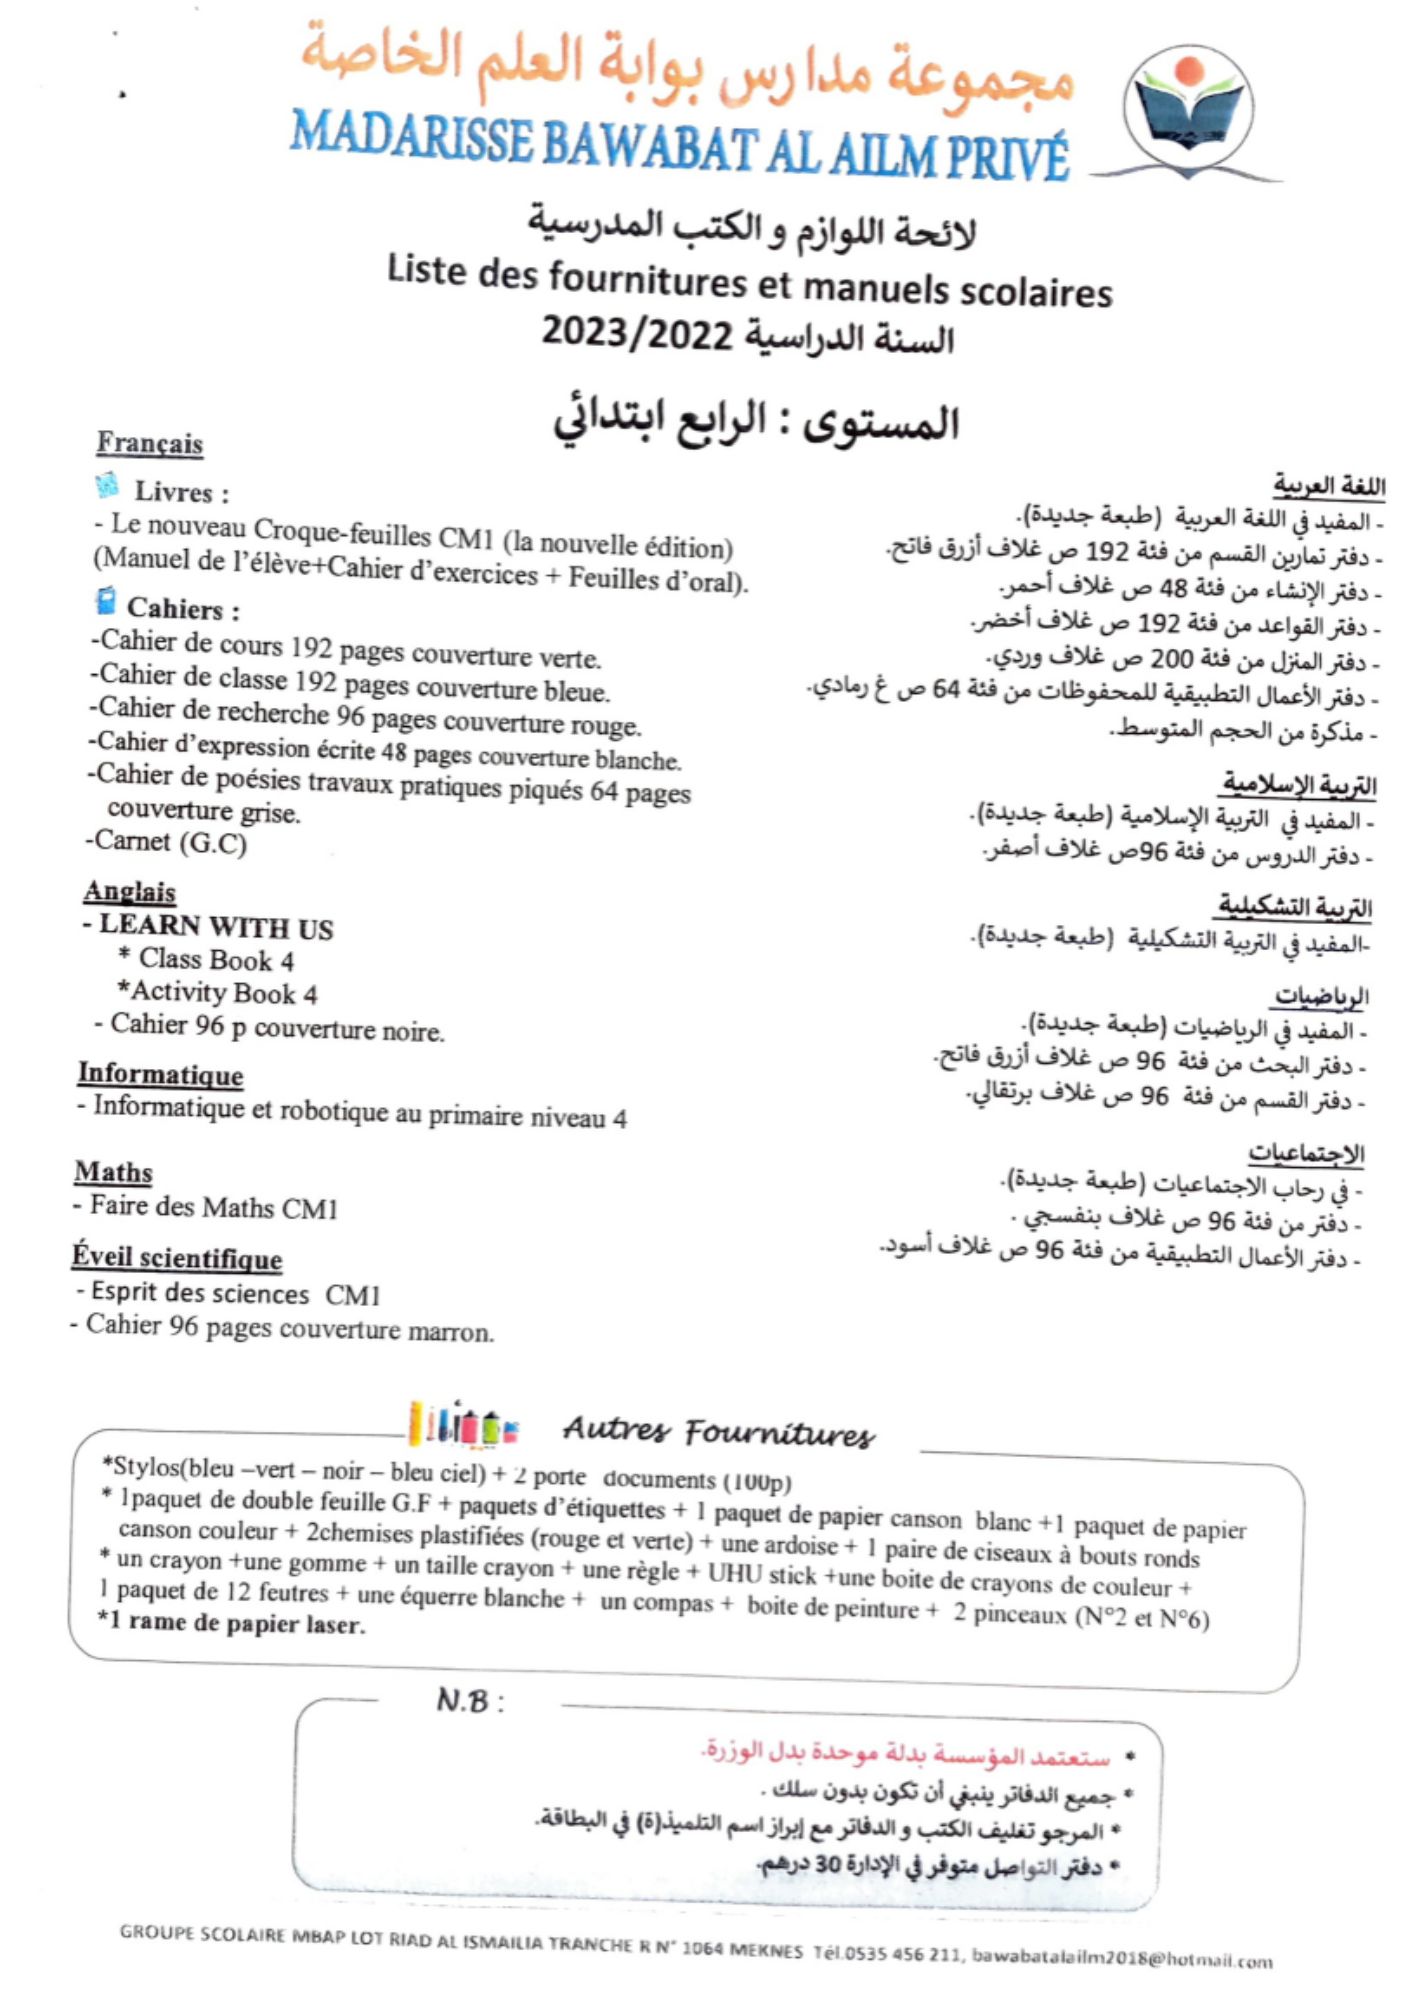 مجموعة مدارس بوابة العلم الخاصة
MADARISSE BAWABAT AL AILM PRIVÉ
لائحة اللوازم و الكتب المدرسية
Liste des fournitures et manuels scolaires
السنة الدراسية 2023/2022
المستوى : الرابع ابتدائي
Français
Livres :
- Le nouveau Croque-feuilles CM1 (la nouvelle édition)
(Manuel de l'élève+Cahier d'exercices + Feuilles d'oral).
Cahiers :
-Cahier de cours 192 pages couverture verte.
-Cahier de classe 192 pages couverture bleue.
-Cahier de recherche 96 pages couverture rouge.
-Cahier d'expression écrite 48 pages couverture blanche.
-Cahier de poésies travaux pratiques piqués 64 pages
couverture grise.
-Carnet (G.C)
Anglais
- LEARN WITH US
* Class Book 4
*Activity Book 4
- Cahier 96 p couverture noire.
Informatique
- Informatique et robotique au primaire niveau 4
Maths
- Faire des Maths CM1
Éveil scientifique
- Esprit des sciences CM1
- Cahier 96 pages couverture marron.
اللغة العربية
- المفيد في اللغة العربية (طبعة جديدة).
- دفتر تمارين القسم من فئة 192 ص غلاف أزرق فاتح.
- دفتر الإنشاء من فئة 48 ص غلاف أحمر.
- دفتر القواعد من فئة 192 ص غلاف أخضر.
- دفتر المنزل من فئة 200 ص غلاف وردي.
- دفتر الأعمال التطبيقية للمحفوظات من فئة 64 ص غ رمادي.
- مذكرة من الحجم المتوسط.
التربية الإسلامية
- المفيد في التربية الإسلامية (طبعة جديدة).
- دفتر الدروس من فئة 96ص غلاف أصفر.
التربية التشكيلية
-المفيد في التربية التشكيلية (طبعة جديدة).
الرياضيات
- المفيد في الرياضيات (طبعة جديدة).
- دفتر البحث من فئة 96 ص غلاف أزرق فاتح.
- دفتر القسم من فئة 96 ص غلاف برتقالي.
الاجتماعيات
- في رحاب الاجتماعيات (طبعة جديدة).
- دفتر من فئة 96 ص غلاف بنفسجي .
- دفتر الأعمال التطبيقية من فئة 96 ص غلاف أسود.
Autres Fournitures
*Stylos(bleu –vert – noir – bleu ciel) + 2 porte documents (100p)
* 1paquet de double feuille G.F + paquets d'étiquettes + 1 paquet de papier canson blanc +1 paquet de papier
canson couleur + 2chemises plastifiées (rouge et verte) + une ardoise + 1 paire de ciseaux à bouts ronds
* un crayon +une gomme + un taille crayon + une règle + UHU stick +une boite de crayons de couleur +
1 paquet de 12 feutres + une équerre blanche + un compas + boite de peinture + 2 pinceaux (N°2 et N°6)
*1 rame de papier laser.
N.B :
* ستعتمد المؤسسة بدلة موحدة بدل الوزرة.
* جميع الدفاتر ينبغي أن تكون بدون سلك .
* المرجو تغليف الكتب و الدفاتر مع إبراز اسم التلميذ(ة) في البطاقة.
* دفتر التواصل متوفر في الإدارة 30 درهم.
GROUPE SCOLAIRE MBAP LOT RIAD AL ISMAILIA TRANCHE R N° 1064 MEKNES Tél.0535 456 211, bawabatalailm2018@hotmail.com